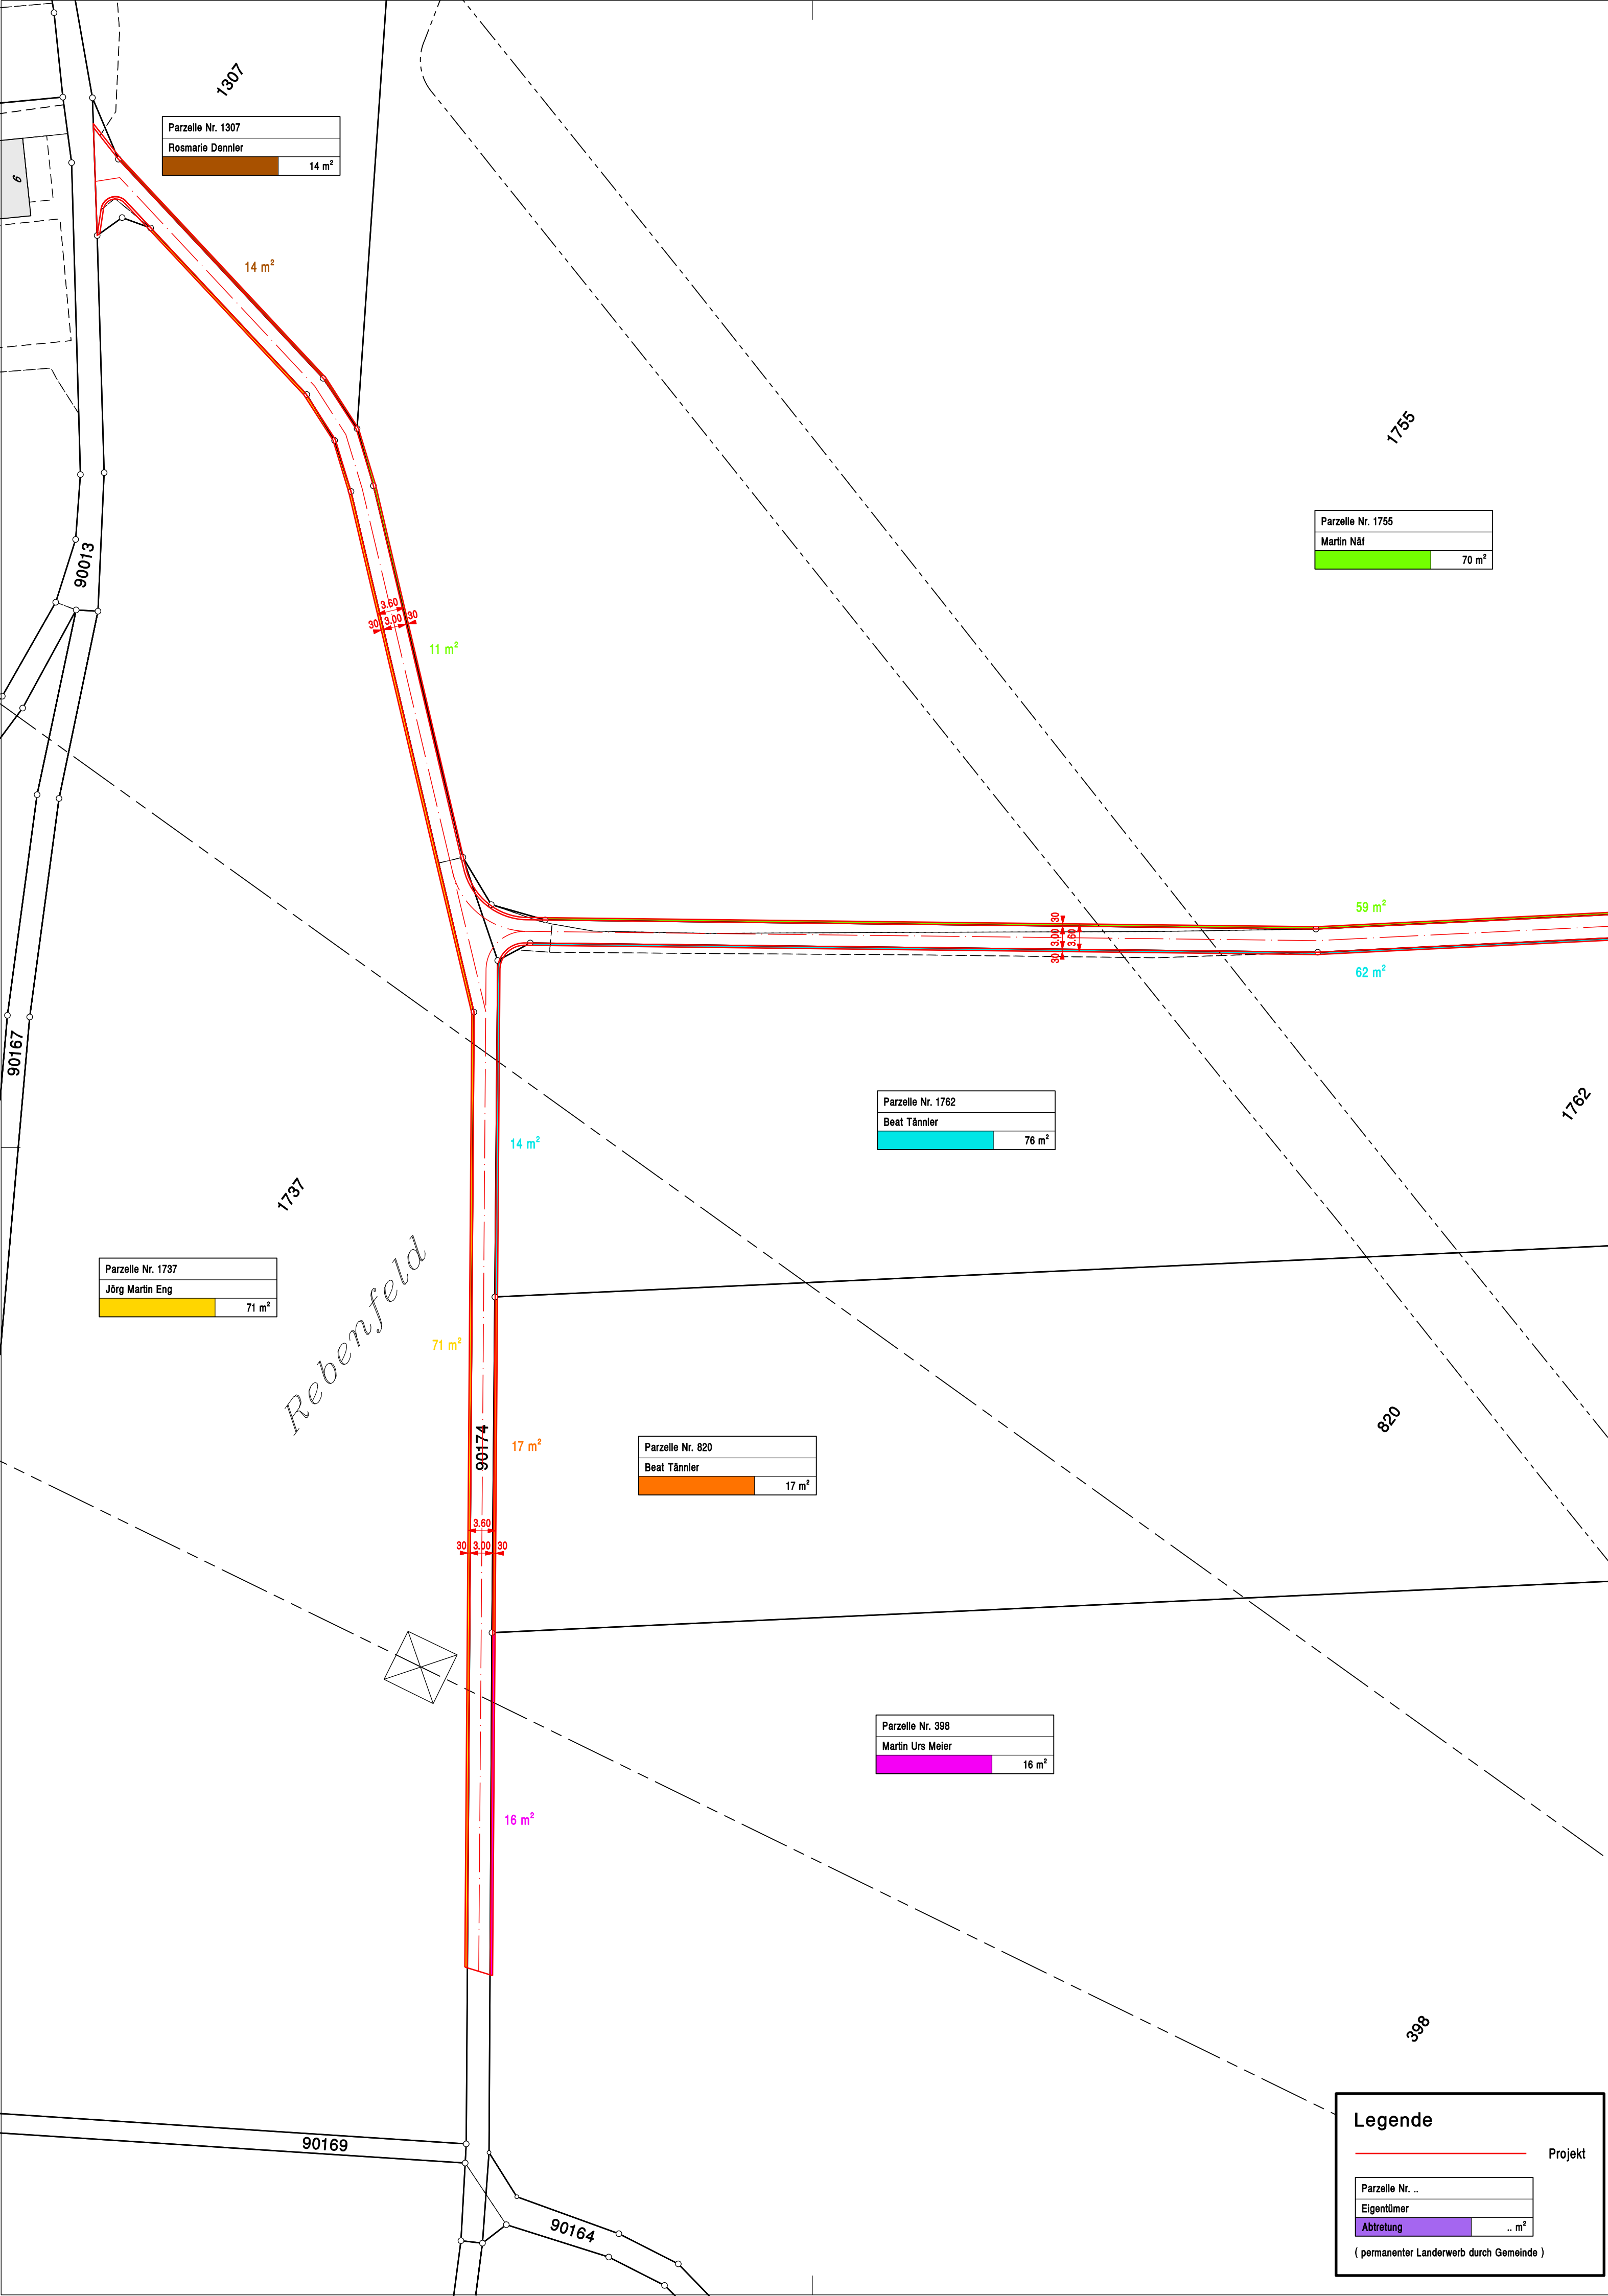 1307
Parzelle Nr. 1307
Rosmarie Dennler
14 m²
6
14 m²
1755
Parzelle Nr. 1755
Martin Näf
70 m²
90013
3.60
30 3.00 30
11 m²
59 m²
30 3.00 30
3.60
62 m²
90167
Parzelle Nr. 1762
Beat Tännler
76 m²
1762
14 m²
1737
Parzelle Nr. 1737
Jörg Martin Eng
71 m²
Rebenfeld
71 m²
90174
17 m²
820
Parzelle Nr. 820
Beat Tännler
17 m²
3.60
30 3.00 30
Parzelle Nr. 398
Martin Urs Meier
16 m²
16 m²
398
90169
90164
Legende
Projekt
Parzelle Nr. ..
Eigentümer
Abtretung .. m²
( permanenter Landerwerb durch Gemeinde )